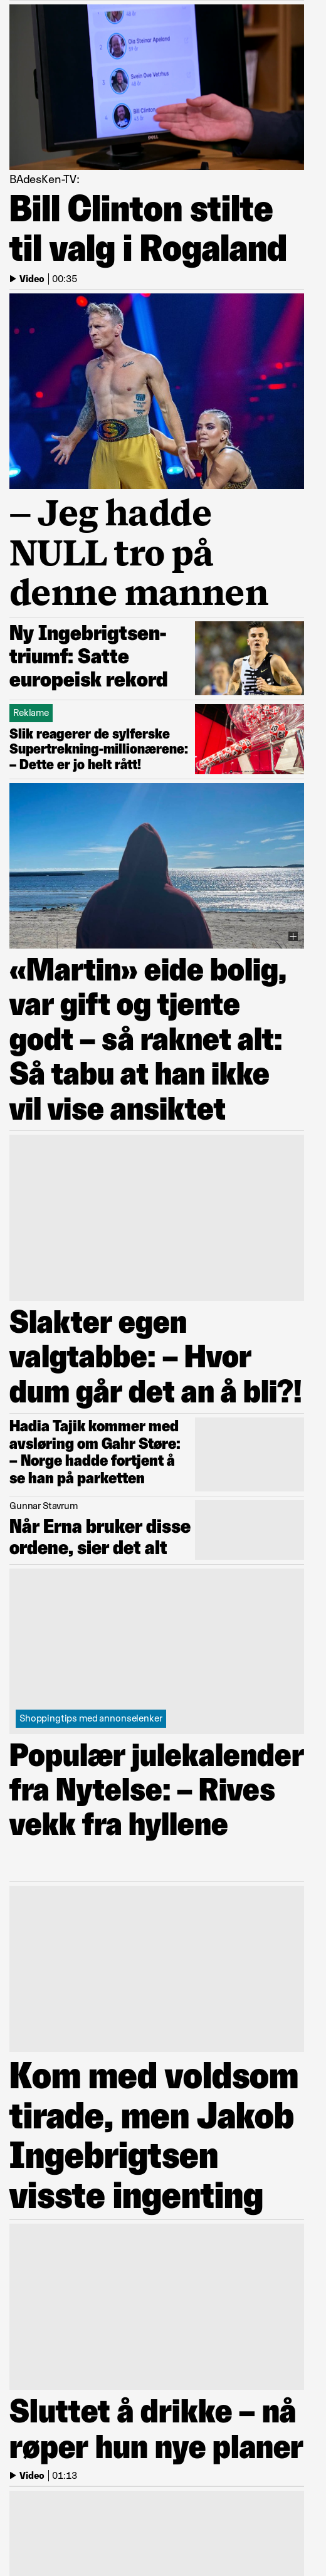 Ola Steinar Apeland
Sven Ove Vetrhus
Bill Clinton
DELL
BAdesKen-TV:
Bill Clinton stilte
til valg i Rogaland
Video | 00:35
– Jeg hadde
NULL tro på
denne mannen
Ny Ingebrigtsen-
triumf: Satte
europeisk rekord
Reklame
Slik reagerer de sylferske
Supertrekning-millionærene:
– Dette er jo helt rått!
«Martin» eide bolig,
var gift og tjente
godt – så raknet alt:
Så tabu at han ikke
vil vise ansiktet
Slakter egen
valgtabbe: – Hvor
dum går det an å bli?!
Hadia Tajik kommer med
avsløring om Gahr Støre:
– Norge hadde fortjent å
se han på parketten
Gunnar Stavrum
Når Erna bruker disse
ordene, sier det alt
Shoppingtips med annonselenker
Populær julekalender
fra Nytelse: – Rives
vekk fra hyllene
Kom med voldsom
tirade, men Jakob
Ingebrigtsen
visste ingenting
Sluttet å drikke – nå
røper hun nye planer
Video | 01:13